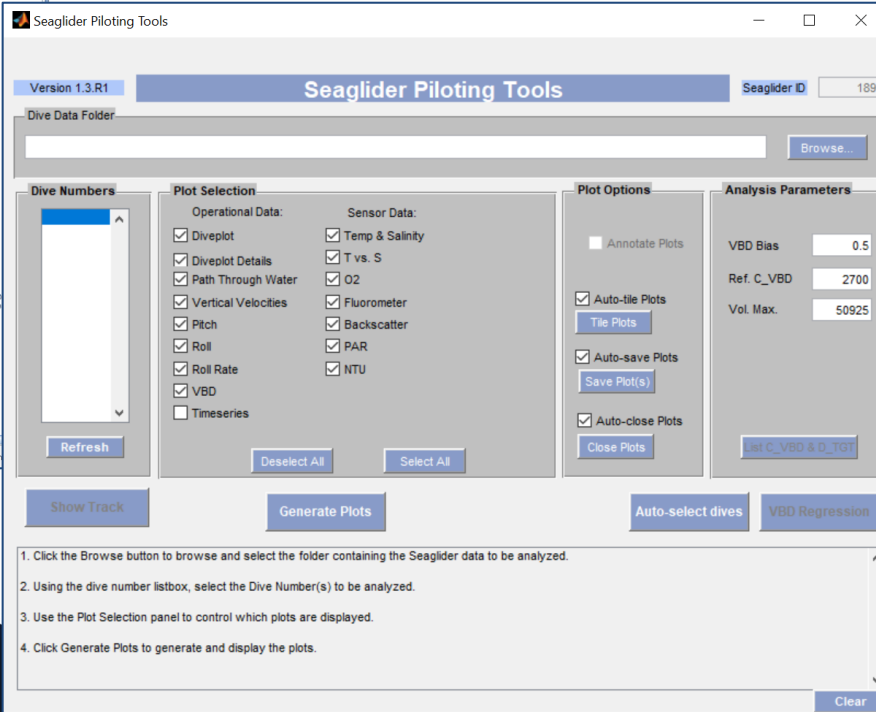 Seaglider Piloting Tools
Version 1.3.R1
Seaglider Piloting Tools
Seaglider ID
189
Dive Data Folder
Browse...
Dive Numbers
Refresh
Plot Selection
Operational Data:
Sensor Data:
Diveplot
Temp & Salinity
Diveplot Details
T vs. S
Path Through Water
O2
Vertical Velocities
Fluorometer
Pitch
Backscatter
Roll
PAR
Roll Rate
NTU
VBD
Timeseries
Deselect All
Select All
Plot Options
Annotate Plots
Auto-tile Plots
Tile Plots
Auto-save Plots
Save Plot(s)
Auto-close Plots
Close Plots
Analysis Parameters
VBD Bias
0.5
Ref. C_VBD
2700
Vol. Max.
50925
List C_VBD & D_TGT
Show Track
Generate Plots
Auto-select dives
VBD Regression
1. Click the Browse button to browse and select the folder containing the Seaglider data to be analyzed.
2. Using the dive number listbox, select the Dive Number(s) to be analyzed.
3. Use the Plot Selection panel to control which plots are displayed.
4. Click Generate Plots to generate and display the plots.
Clear